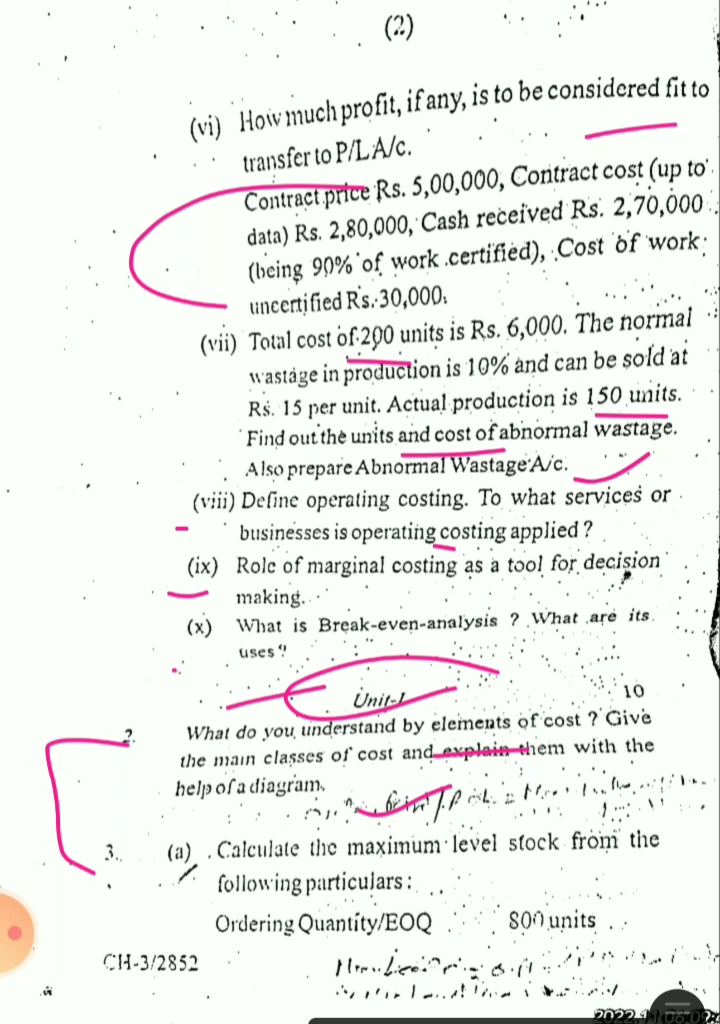 (2)
(vi) How much profit, if any, is to be considered fit to
transfer to P/L A/c.
Contract price Rs. 5,00,000, Contract cost (up to
data) Rs. 2,80,000, Cash received Rs. 2,70,000
(being 90% of work certified), Cost of work
uncertified Rs. 30,000.
(vii) Total cost of 200 units is Rs. 6,000. The normal
wastage in production is 10% and can be sold at
Rs. 15 per unit. Actual production is 150 units.
Find out the units and cost of abnormal wastage.
Also prepare Abnormal Wastage A/c.
(viii) Define operating costing. To what services or
businesses is operating costing applied ?
(ix) Role of marginal costing as a tool for decision
making.
(x) What is Break-even-analysis ? What are its
uses ?
Unit-I
10
2. What do you understand by elements of cost ? Give
the main classes of cost and explain them with the
help of a diagram.
3. (a) Calculate the maximum level stock from the
following particulars :
Ordering Quantity/EOQ 800 units
CH-3/2852